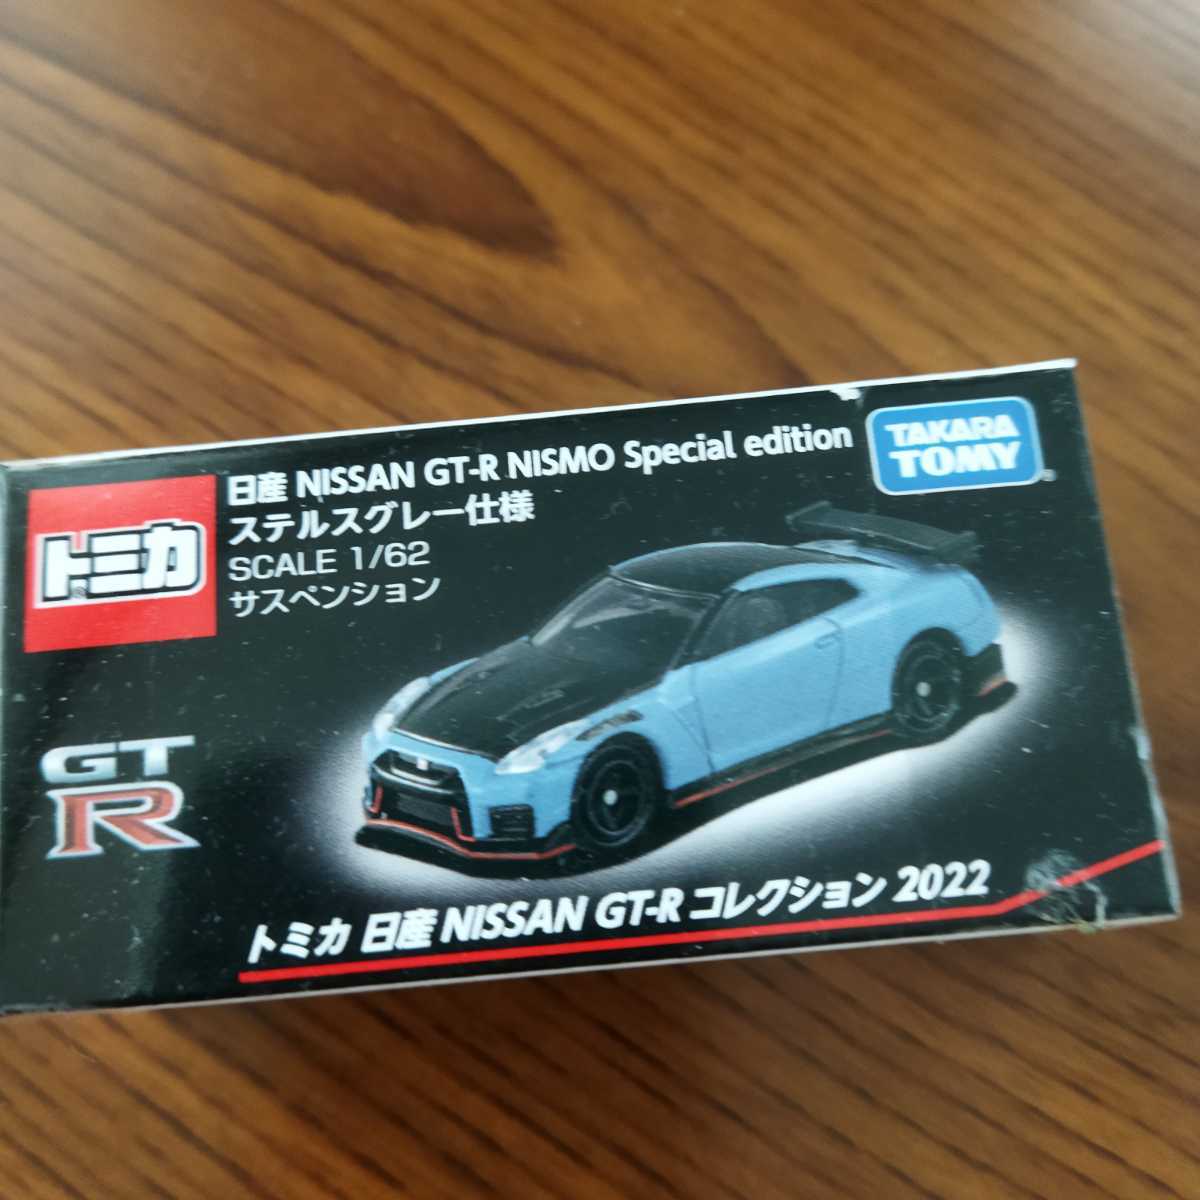 トミカ
日産 NISSAN GT-R NISMO Special edition
ステルスグレー仕様
SCALE 1/62
サスペンション
TAKARA
TOMY
GT
R
トミカ 日産 NISSAN GT-R コレクション 2022